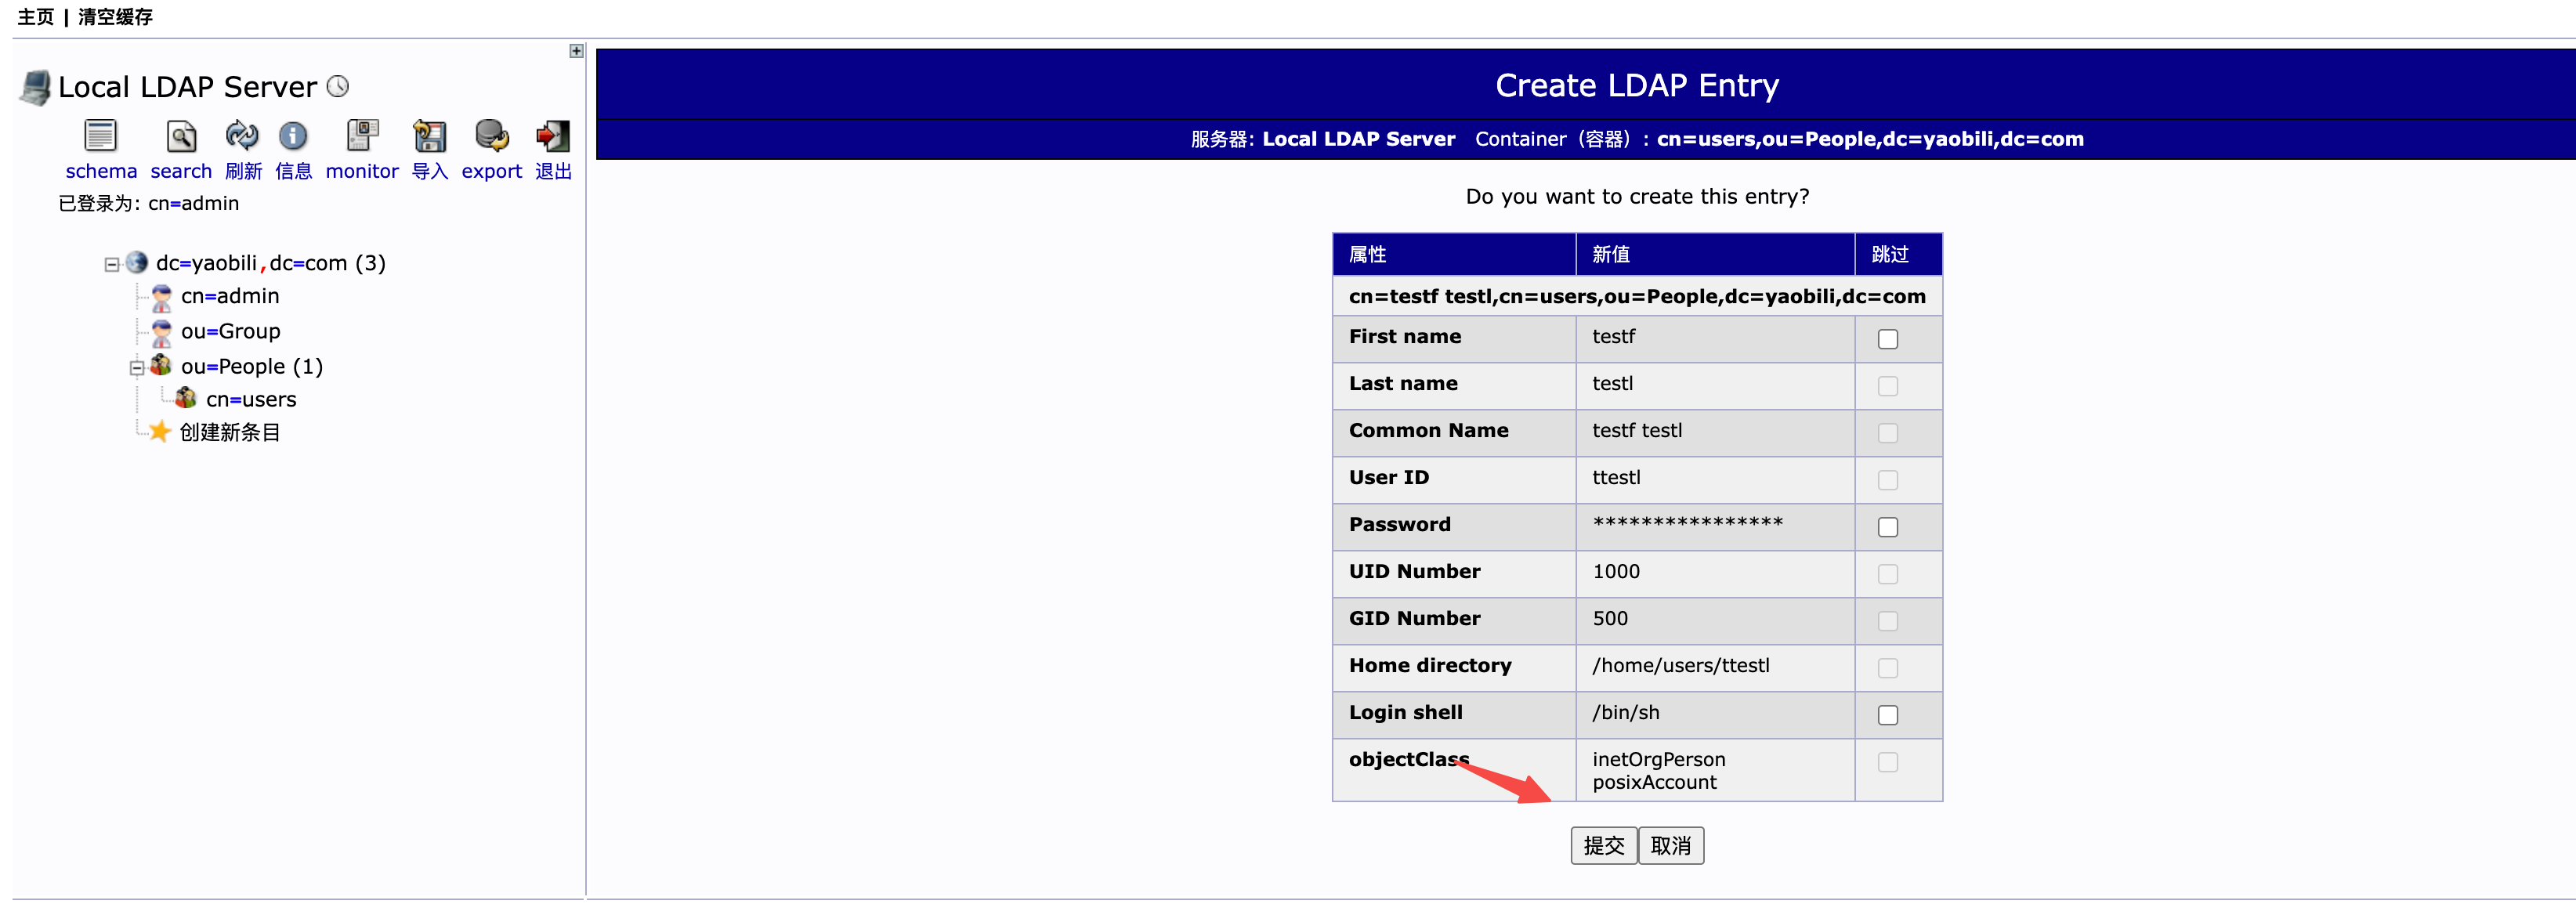 主页 | 清空缓存
Local LDAP Server
schema search 刷新 信息 monitor 导入 export 退出
已登录为: cn=admin
dc=yaobili,dc=com (3)
cn=admin
ou=Group
ou=People (1)
cn=users
创建新条目
Create LDAP Entry
服务器: Local LDAP Server Container（容器）: cn=users,ou=People,dc=yaobili,dc=com
Do you want to create this entry?
属性 新值 跳过
cn=testf testl,cn=users,ou=People,dc=yaobili,dc=com
First name testf
Last name testl
Common Name testf testl
User ID ttestl
Password ****************
UID Number 1000
GID Number 500
Home directory /home/users/ttestl
Login shell /bin/sh
objectClass inetOrgPerson
posixAccount
提交 取消